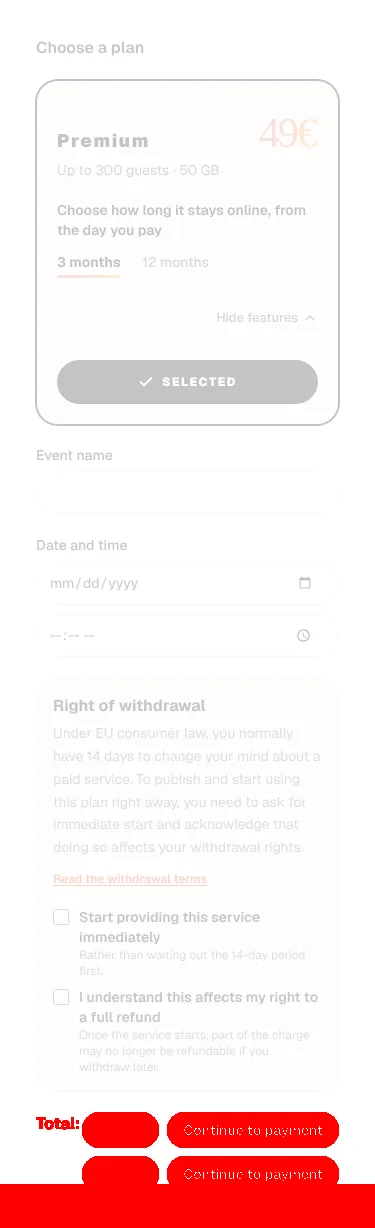 Choose a plan
Premium
49€
Up to 300 guests · 50 GB
Choose how long it stays online, from
the day you pay
3 months 12 months
Hide features
SELECTED
Event name
Date and time
mm/dd/yyyy
--:-- --
Right of withdrawal
Under EU consumer law, you normally
have 14 days to change your mind about a
paid service. To publish and start using
this plan right away, you need to ask for
immediate start and acknowledge that
doing so affects your withdrawal rights.
Read the withdrawal terms
Start providing this service
immediately
Rather than waiting out the 14-day period
first.
I understand this affects my right to
a full refund
Once the service starts, part of the charge
may no longer be refundable if you
withdraw later.
Total: Continue to payment
Continue to payment